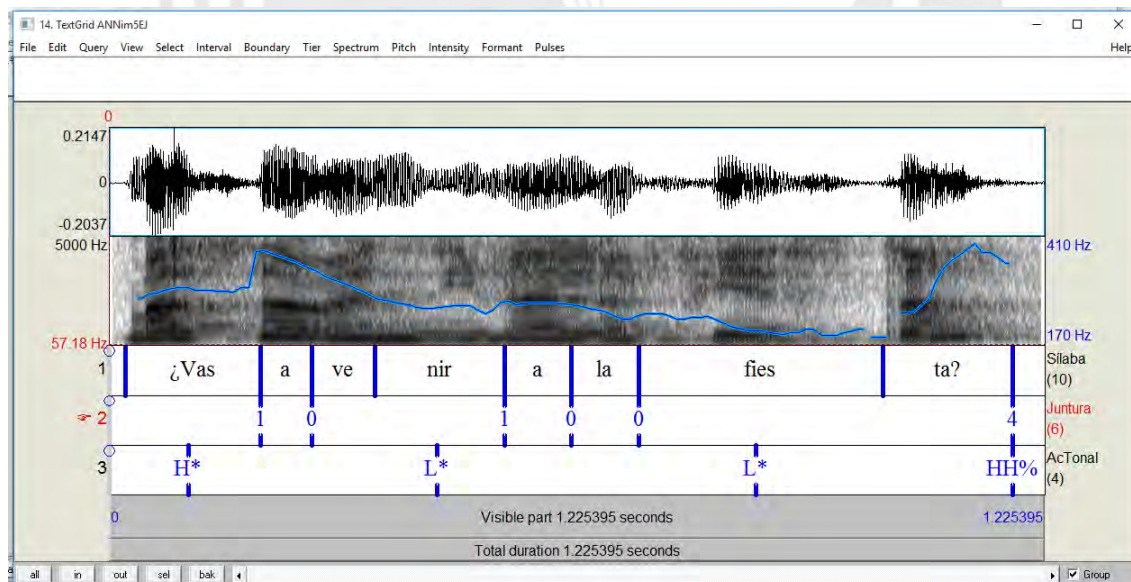 14. TextGrid ANNim5EJ
File Edit Query View Select Interval Boundary Tier Spectrum Pitch Intensity Formant Pulses Help
0
0.2147
0
-0.2037
5000 Hz 410 Hz
57.18 Hz 170 Hz
1 ¿Vas a ve nir a la fies ta? Sílaba
(10)
2 1 0 1 0 0 4 Juntura
(6)
3 H* L* L* HH% AcTonal
(4)
0 Visible part 1.225395 seconds 1.225395
Total duration 1.225395 seconds
all in out sel bak Group